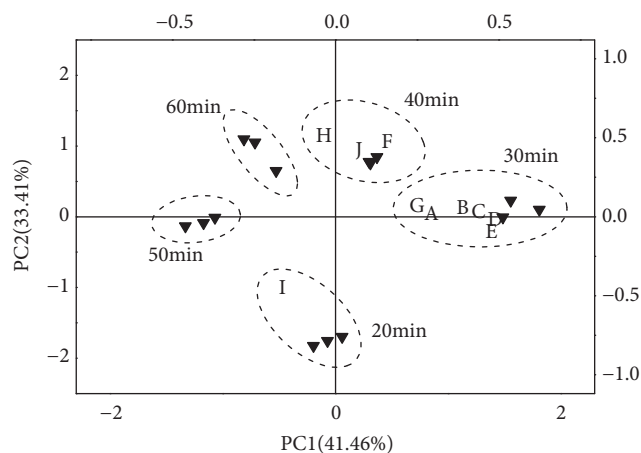 −0.5 0.0 0.5
2 1.0
60min 40min
H J F
1 0.5
30min
G A B C D E
0 0.0
50min
I
−1 −0.5
20min
−2 −1.0
−2 0 2
PC1(41.46%)
PC2(33.41%)